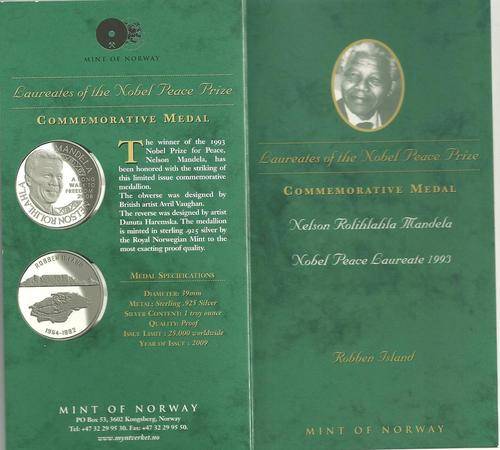 MINT OF NORWAY
Laureates of the Nobel Peace Prize
COMMEMORATIVE MEDAL
The winner of the 1993
Nobel Prize for Peace,
Nelson Mandela, has
been honored with the striking of
this limited issue commemorative
medallion.
The obverse was designed by
British artist Avril Vaughan.
The reverse was designed by artist
Danuta Haremska. The medallion
is minted in sterling .925 silver by
the Royal Norwegian Mint to the
most exacting proof quality.
NELSON ROLIHLAHLA
MANDELA
LONG
WALK TO
FREEDOM
ROBBEN ISLAND
1964-1982
MEDAL SPECIFICATIONS
DIAMETER: 39mm
METAL: Sterling .925 Silver
SILVER CONTENT: 1 troy ounce
QUALITY: Proof
ISSUE LIMIT : 25,000 worldwide
YEAR OF ISSUE : 2009
MINT OF NORWAY
PO Box 53, 3602 Kongsberg, Norway
Tel: +47 32 29 95 30. Fax: +47 32 29 95 50.
www.myntverket.no
Laureates of the Nobel Peace Prize
COMMEMORATIVE MEDAL
Nelson Rolihlahla Mandela
Nobel Peace Laureate 1993
Robben Island
MINT OF NORWAY